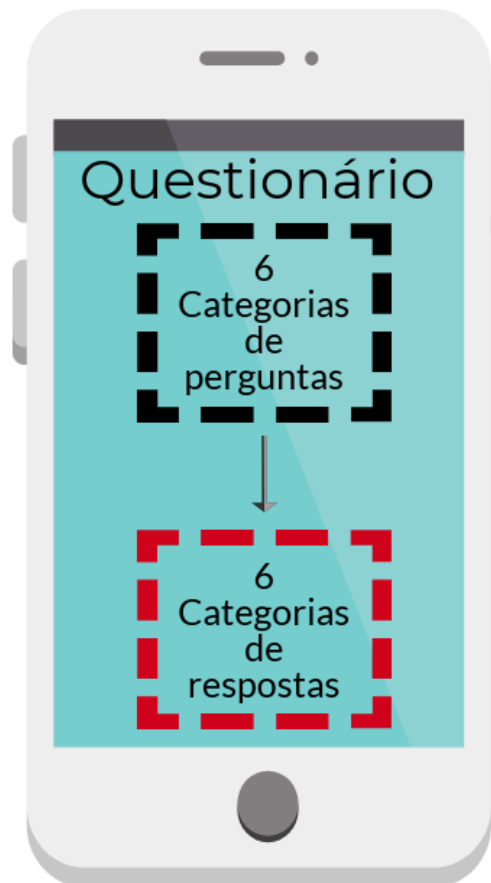 Questionário
6
Categorias
de
perguntas
6
Categorias
de
respostas